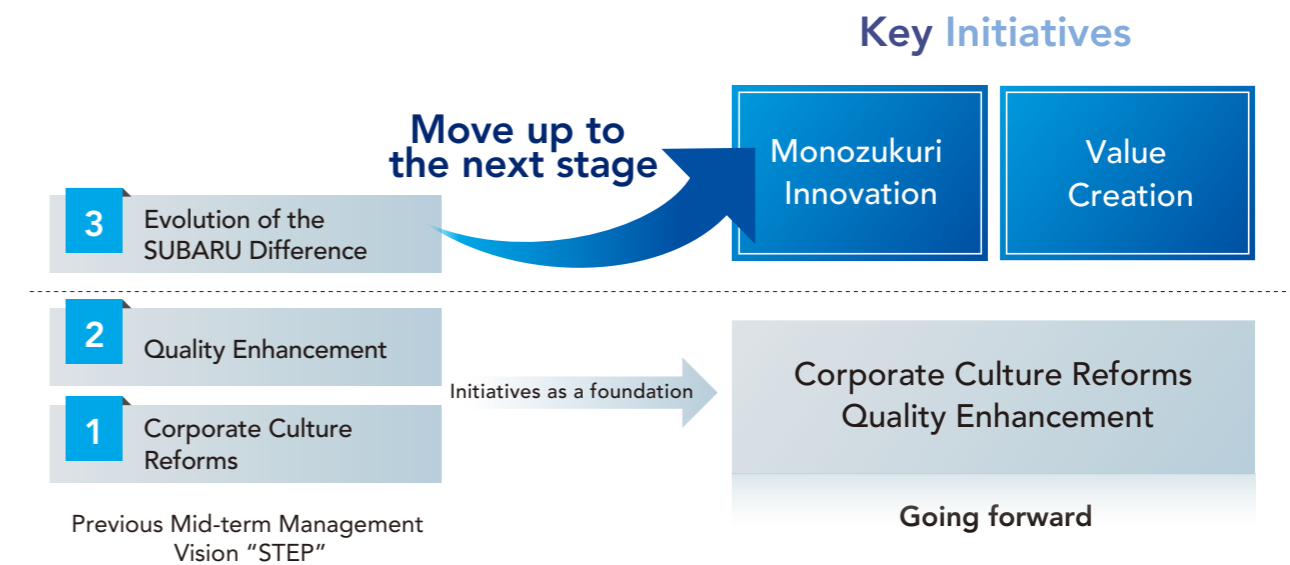 Key Initiatives
Move up to
the next stage
Monozukuri
Innovation
Value
Creation
3
Evolution of the
SUBARU Difference
2
Quality Enhancement
1
Corporate Culture
Reforms
Initiatives as a foundation
Corporate Culture Reforms
Quality Enhancement
Previous Mid-term Management
Vision “STEP”
Going forward